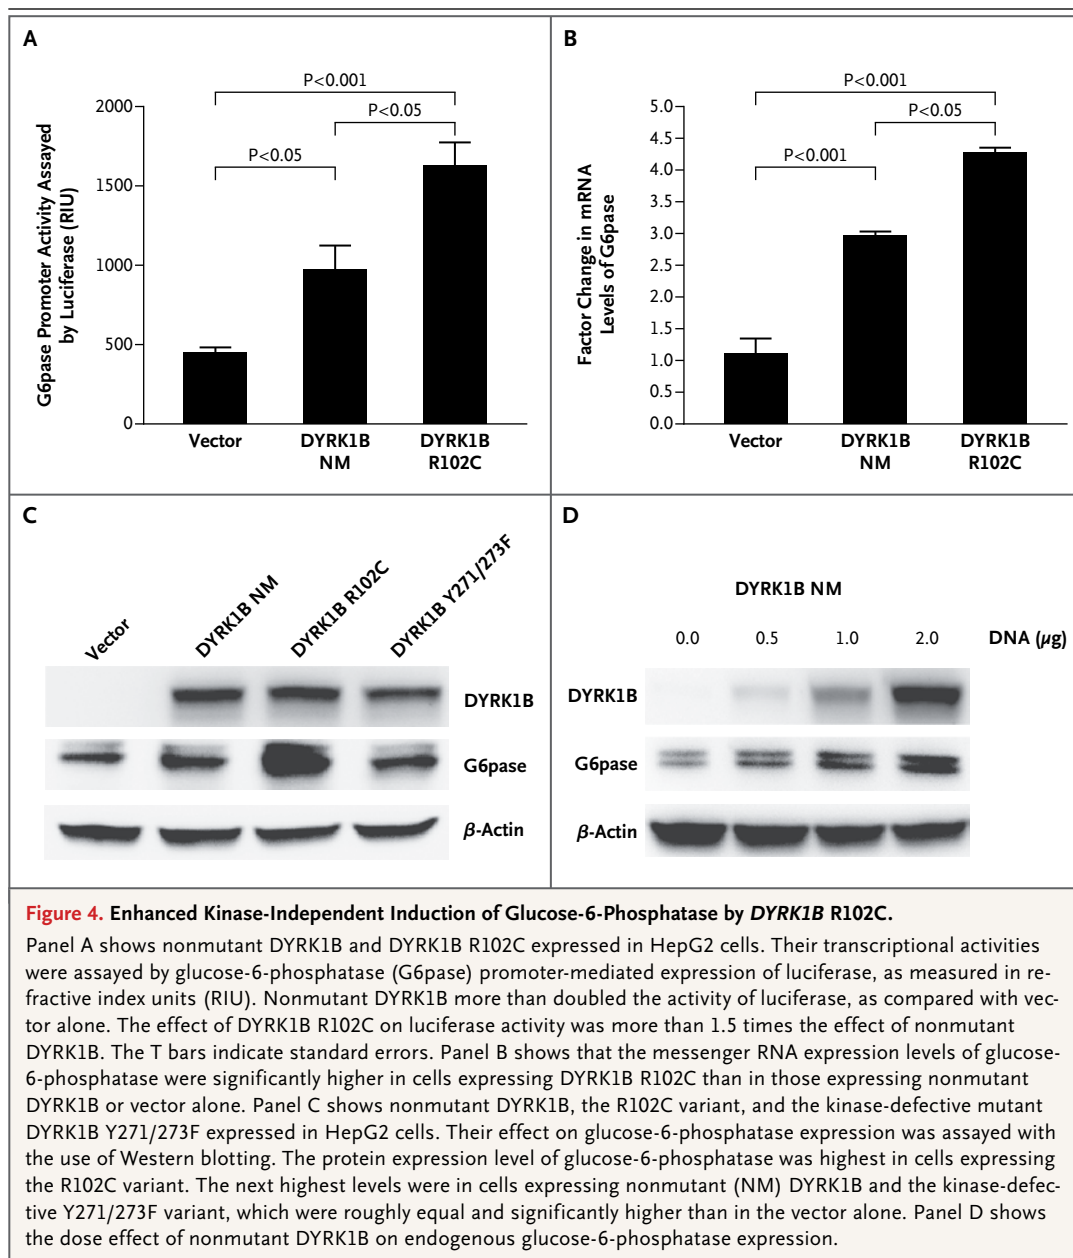 A
P<0.001
P<0.05
P<0.05
G6pase Promoter Activity Assayed
by Luciferase (RIU)
2000
1500
1000
500
0
Vector
DYRK1B
NM
DYRK1B
R102C
B
P<0.001
P<0.05
P<0.001
Factor Change in mRNA
Levels of G6pase
5.0
4.5
4.0
3.5
3.0
2.5
2.0
1.5
1.0
0.5
0.0
Vector
DYRK1B
NM
DYRK1B
R102C
C
Vector
DYRK1B NM
DYRK1B R102C
DYRK1B Y271/273F
DYRK1B
G6pase
β-Actin
D
DYRK1B NM
0.0 0.5 1.0 2.0 DNA (µg)
DYRK1B
G6pase
β-Actin
Figure 4. Enhanced Kinase-Independent Induction of Glucose-6-Phosphatase by DYRK1B R102C.
Panel A shows nonmutant DYRK1B and DYRK1B R102C expressed in HepG2 cells. Their transcriptional activities
were assayed by glucose-6-phosphatase (G6pase) promoter-mediated expression of luciferase, as measured in re-
fractive index units (RIU). Nonmutant DYRK1B more than doubled the activity of luciferase, as compared with vec-
tor alone. The effect of DYRK1B R102C on luciferase activity was more than 1.5 times the effect of nonmutant
DYRK1B. The T bars indicate standard errors. Panel B shows that the messenger RNA expression levels of glucose-
6-phosphatase were significantly higher in cells expressing DYRK1B R102C than in those expressing nonmutant
DYRK1B or vector alone. Panel C shows nonmutant DYRK1B, the R102C variant, and the kinase-defective mutant
DYRK1B Y271/273F expressed in HepG2 cells. Their effect on glucose-6-phosphatase expression was assayed with
the use of Western blotting. The protein expression level of glucose-6-phosphatase was highest in cells expressing
the R102C variant. The next highest levels were in cells expressing nonmutant (NM) DYRK1B and the kinase-defec-
tive Y271/273F variant, which were roughly equal and significantly higher than in the vector alone. Panel D shows
the dose effect of nonmutant DYRK1B on endogenous glucose-6-phosphatase expression.